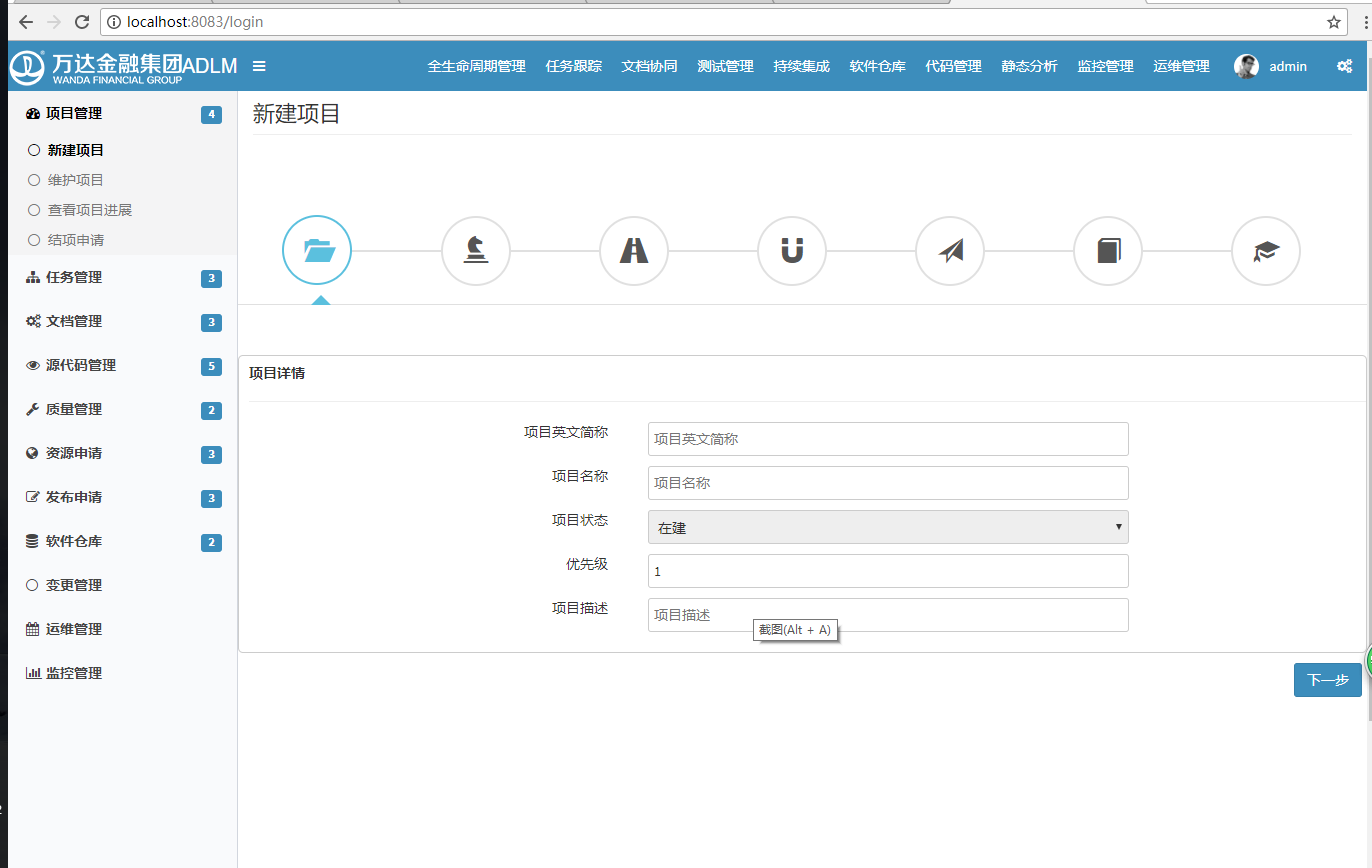 localhost:8083/login
万达金融集团ADLM
WANDA FINANCIAL GROUP
全生命周期管理 任务跟踪 文档协同 测试管理 持续集成 软件仓库 代码管理 静态分析 监控管理 运维管理 admin
项目管理 4
新建项目
维护项目
查看项目进展
结项申请
任务管理 3
文档管理 3
源代码管理 5
质量管理 2
资源申请 3
发布申请 3
软件仓库 2
变更管理
运维管理
监控管理
新建项目
项目详情
项目英文简称 项目英文简称
项目名称 项目名称
项目状态 在建
优先级 1
项目描述 项目描述
截图(Alt + A)
下一步